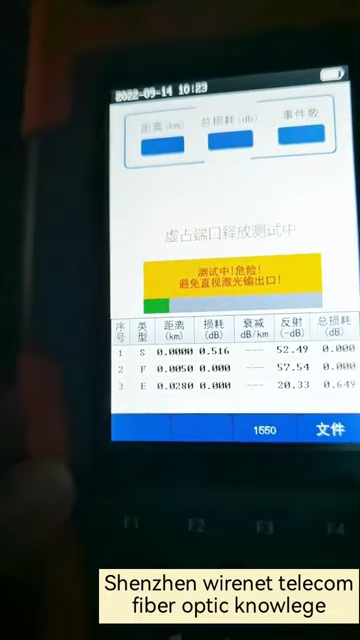 2022-09-14 10:23
距离(km) 总损耗(db) 事件数
虚占端口释放测试中
测试中!危险!
避免直视激光输出口!
序号 类型 距离(km) 损耗(dB) 衰减dB/km 反射(-dB) 总损耗(dB)
1 S 0.0000 0.516 --- 52.49 0.000
2 F 0.0050 0.000 --- 57.54 0.000
3 E 0.0280 0.000 --- 20.33 0.649
1550 文件
F1 F2 F3 F4
Shenzhen wirenet telecom
fiber optic knowlege